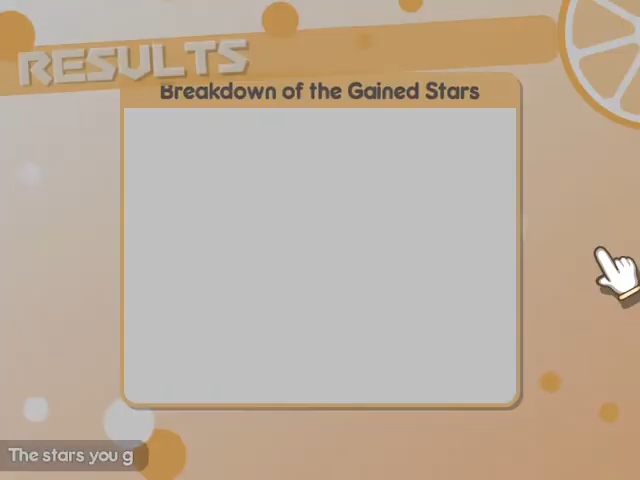 RESULTS
Breakdown of the Gained Stars
The stars you g